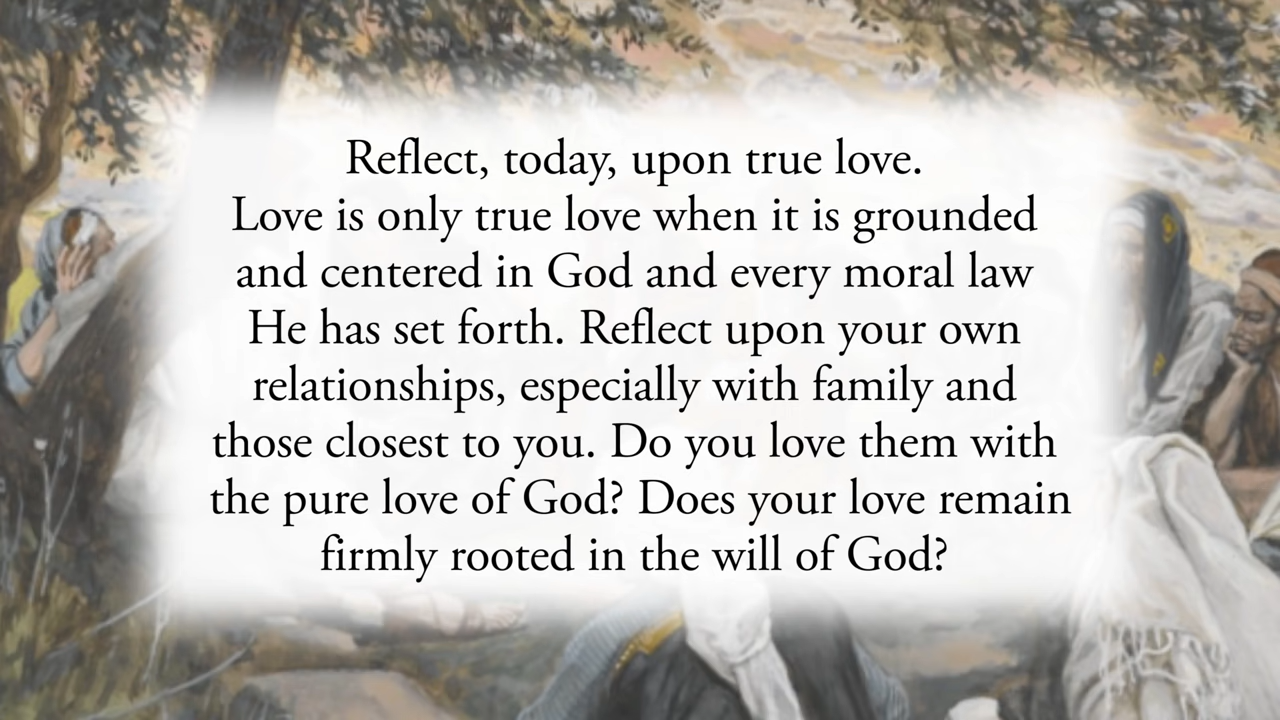 Reflect, today, upon true love.
Love is only true love when it is grounded
and centered in God and every moral law
He has set forth. Reflect upon your own
relationships, especially with family and
those closest to you. Do you love them with
the pure love of God? Does your love remain
firmly rooted in the will of God?